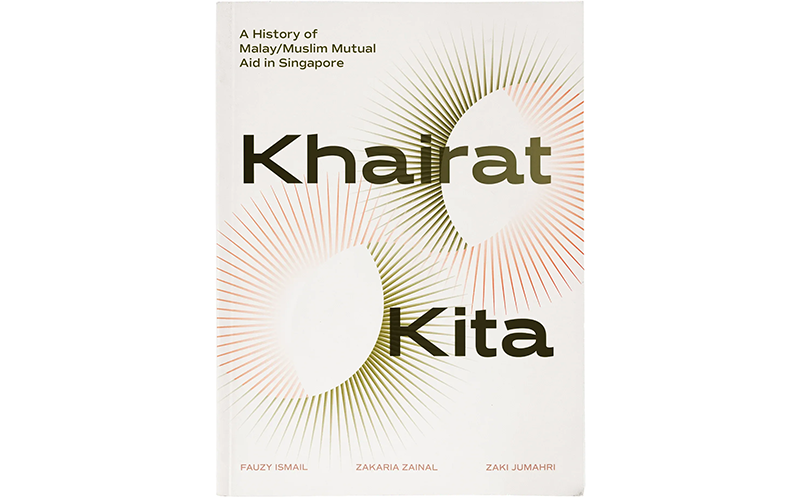 A History of
Malay/Muslim Mutual
Aid in Singapore
Khairat
Kita
FAUZY ISMAIL ZAKARIA ZAINAL ZAKI JUMAHRI